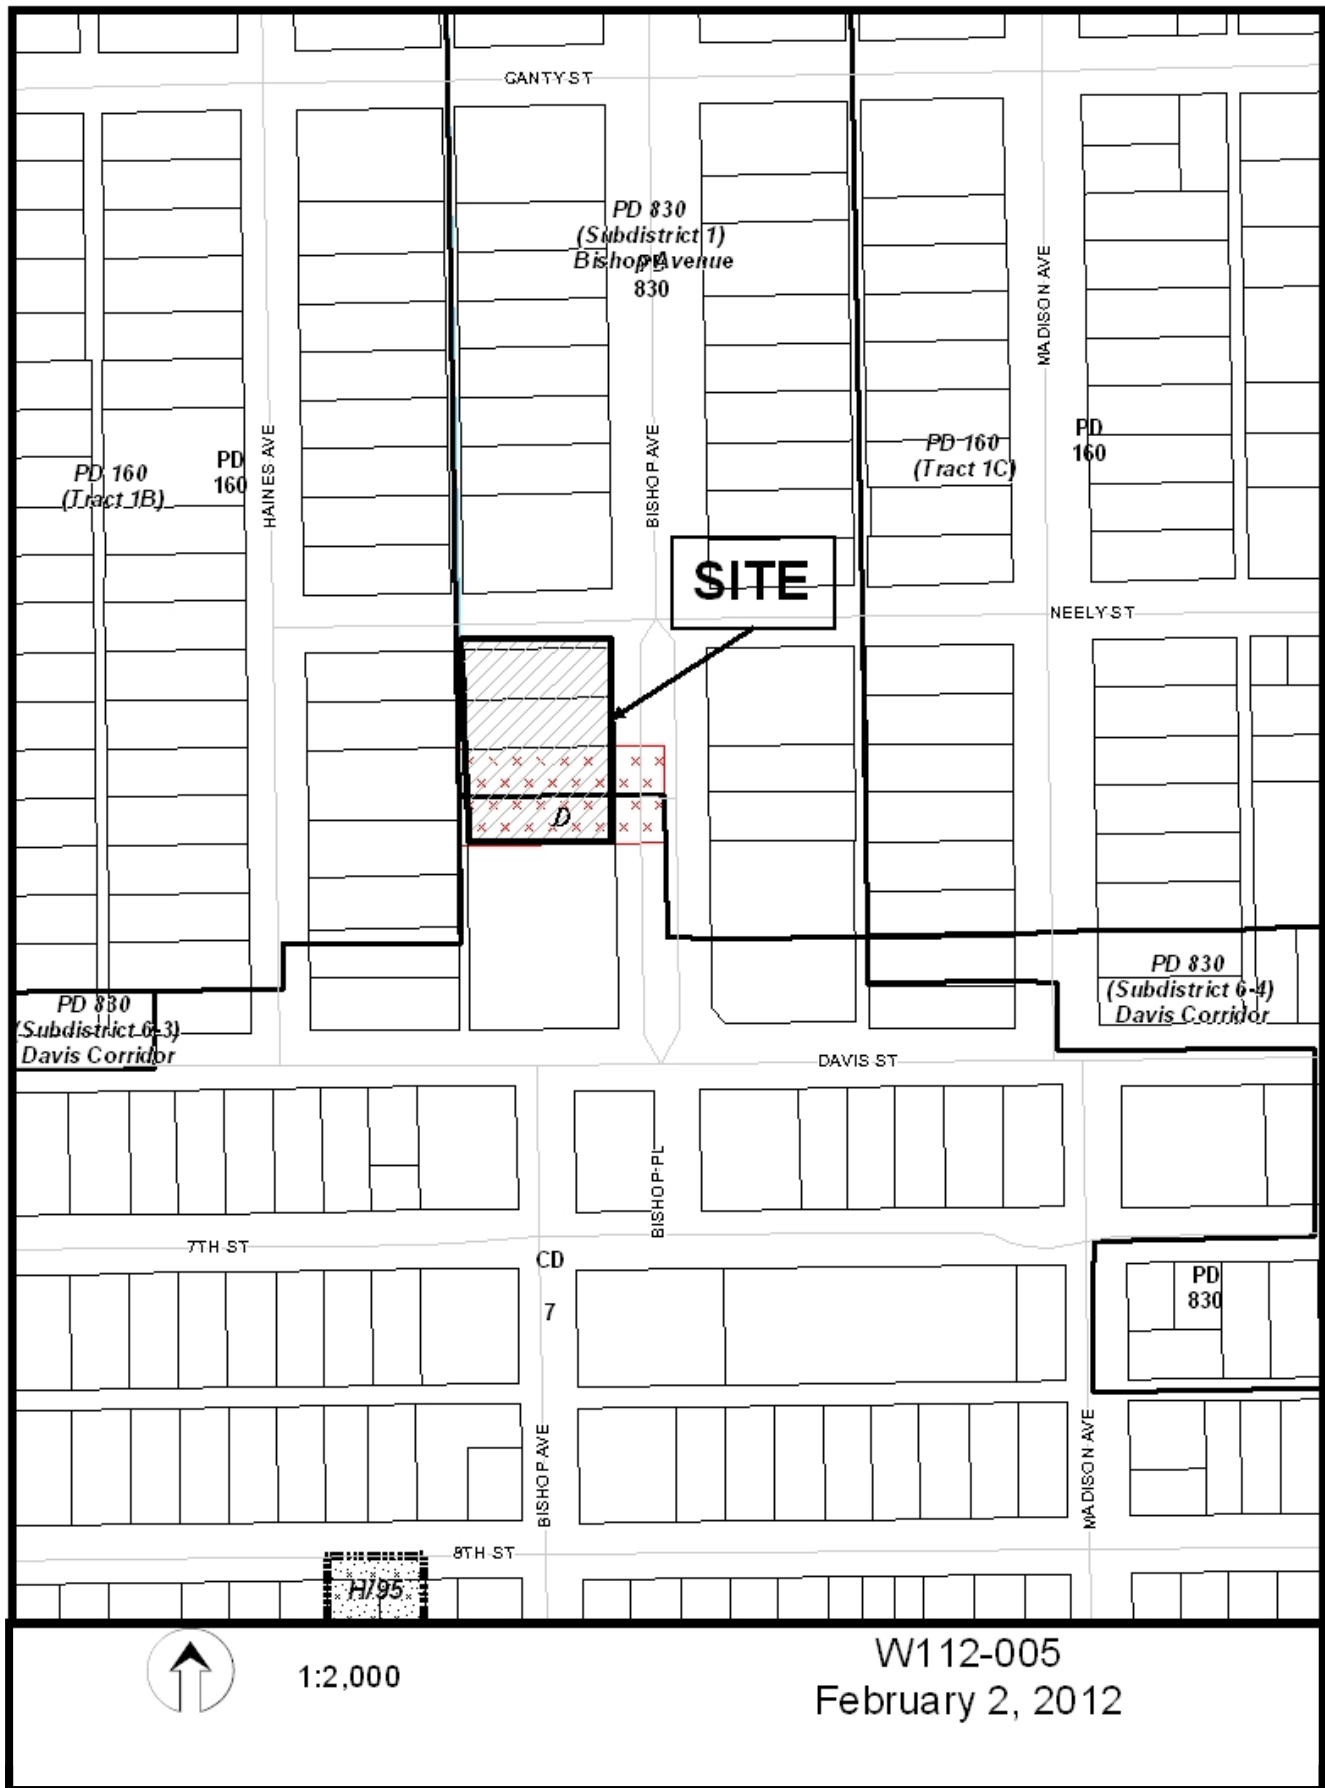 CANTY ST
PD 830
(Subdistrict 1)
Bishop Avenue
PD
830
MADISON AVE
HAINES AVE
BISHOP AVE
PD 160
(Tract 1B)
PD
160
PD 160
(Tract 1C)
PD
160
SITE
NEELY ST
D
PD 830
(Subdistrict 6-3)
Davis Corridor
PD 830
(Subdistrict 6-4)
Davis Corridor
DAVIS ST
BISHOP PL
7TH ST
CD
7
PD
830
BISHOP AVE
MADISON AVE
8TH ST
H/95
1:2,000
W112-005
February 2, 2012